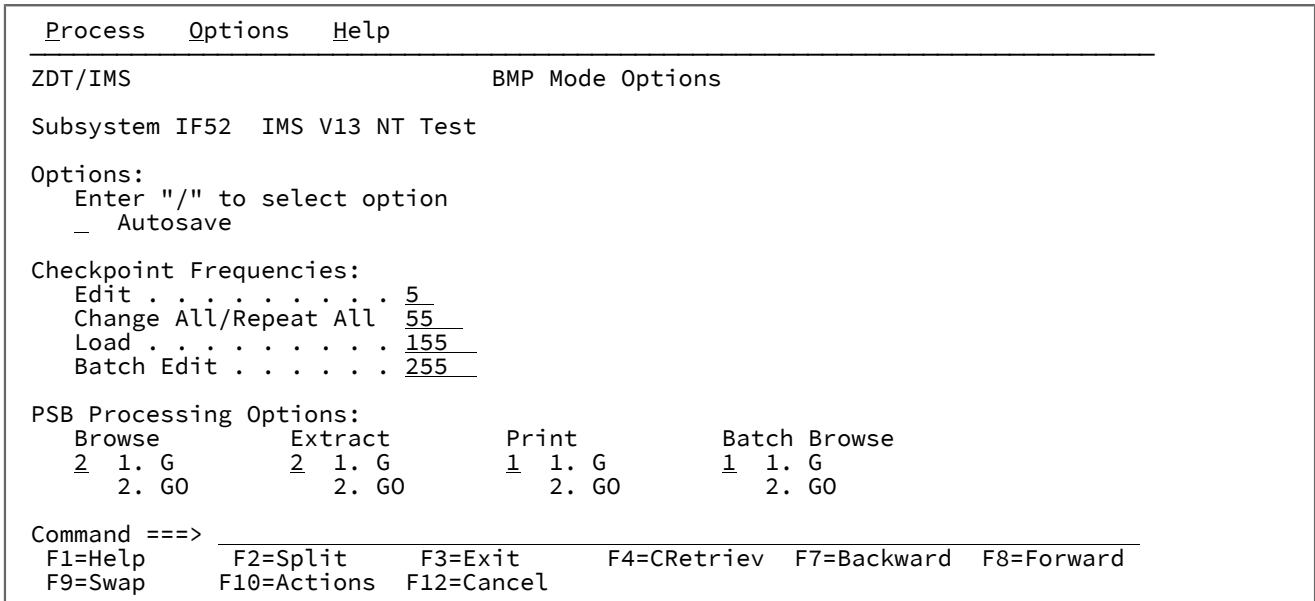 Process   Options   Help
ZDT/IMS                         BMP Mode Options
Subsystem IF52  IMS V13 NT Test
Options:
   Enter "/" to select option
   _  Autosave
Checkpoint Frequencies:
   Edit . . . . . . . . . 5
   Change All/Repeat All  55
   Load . . . . . . . . . 155
   Batch Edit . . . . . . 255
PSB Processing Options:
   Browse         Extract        Print          Batch Browse
   2  1. G        2  1. G        1  1. G        1  1. G
      2. GO          2. GO          2. GO          2. GO
Command ===>
 F1=Help      F2=Split     F3=Exit      F4=CRetriev  F7=Backward  F8=Forward
 F9=Swap     F10=Actions  F12=Cancel